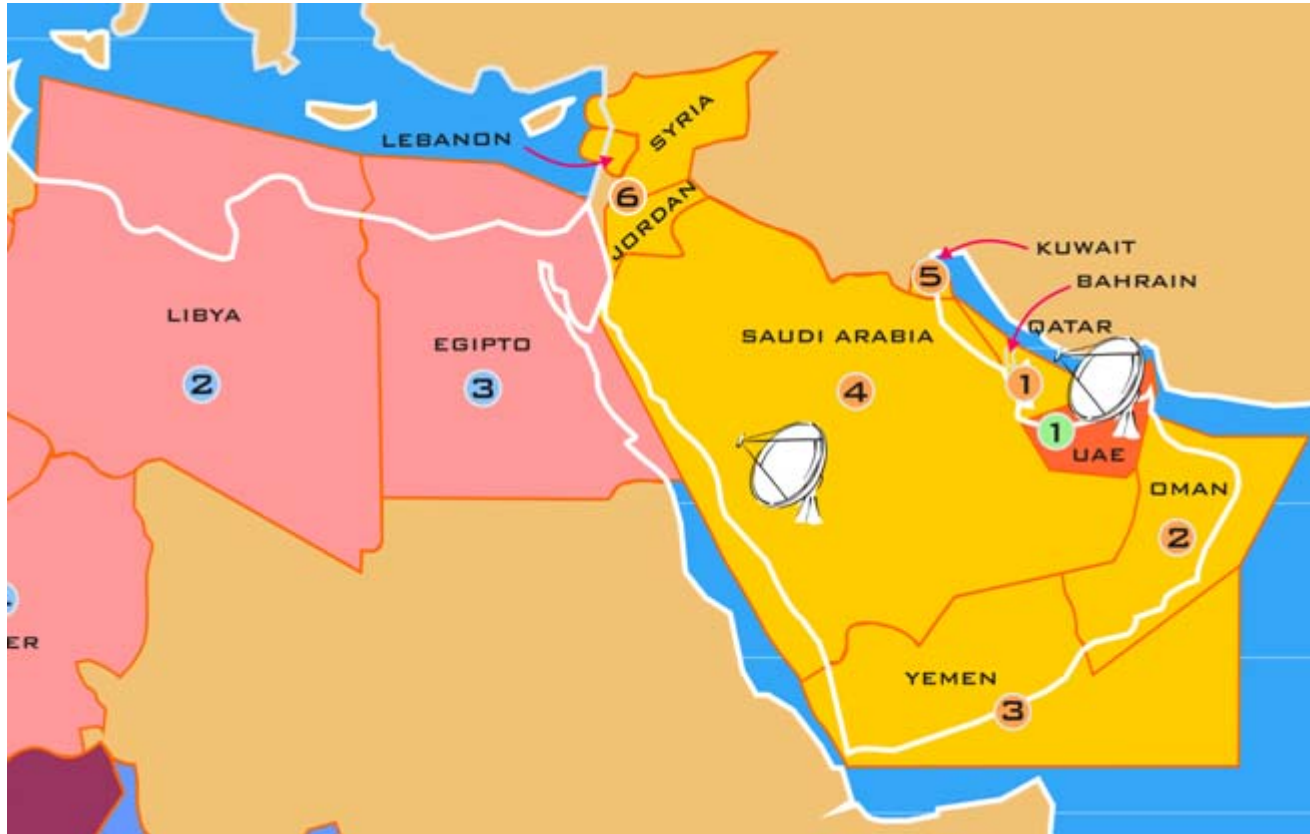 LEBANON
SYRIA
6
JORDAN
KUWAIT
5
BAHRAIN
LIBYA
QATAR
EGIPTO
SAUDI ARABIA
2
3
4
1
1
UAE
OMAN
2
ER
YEMEN
3